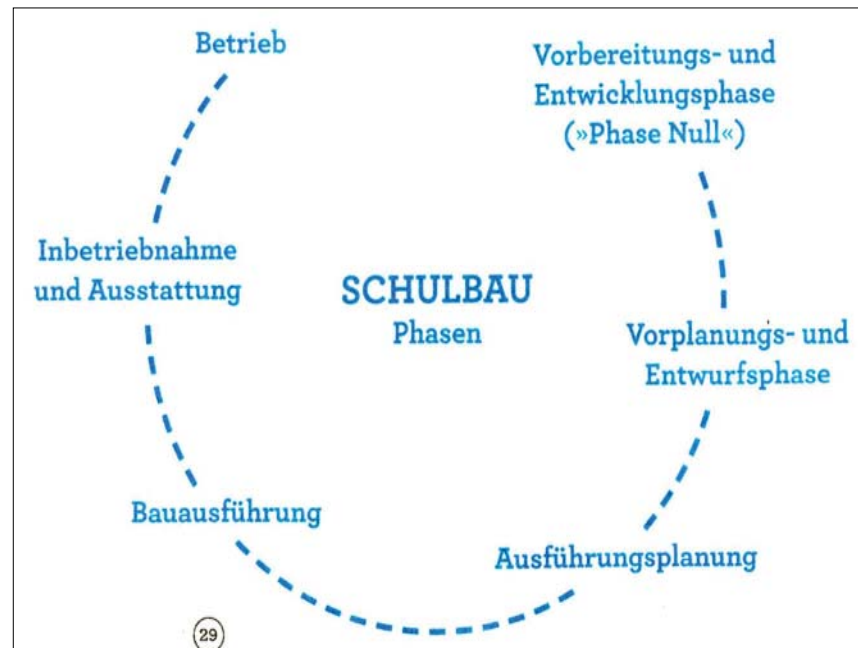 SCHULBAU
Phasen
Vorbereitungs- und
Entwicklungsphase
(»Phase Null«)
Vorplanungs- und
Entwurfsphase
Ausführungsplanung
Bauausführung
Inbetriebnahme
und Ausstattung
Betrieb
29